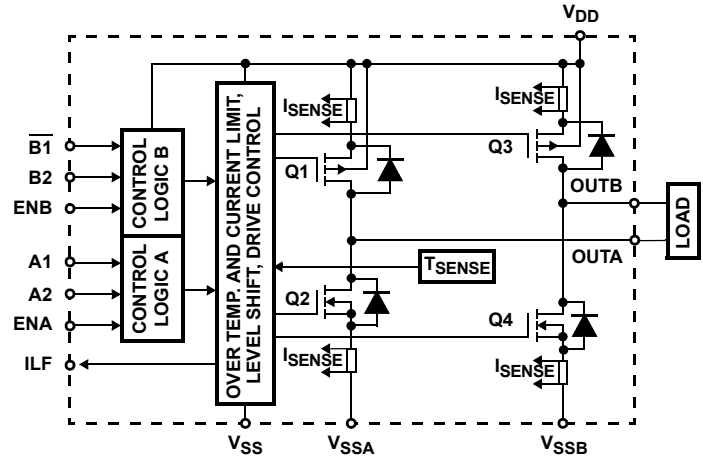 VDD
ISENSE
ISENSE
B1
B2
ENB
A1
A2
ENA
ILF
CONTROL
LOGIC B
CONTROL
LOGIC A
OVER TEMP. AND CURRENT LIMIT,
LEVEL SHIFT, DRIVE CONTROL
Q1
Q3
OUTB
OUTA
LOAD
TSENSE
Q2
Q4
ISENSE
ISENSE
VSS
VSSA
VSSB